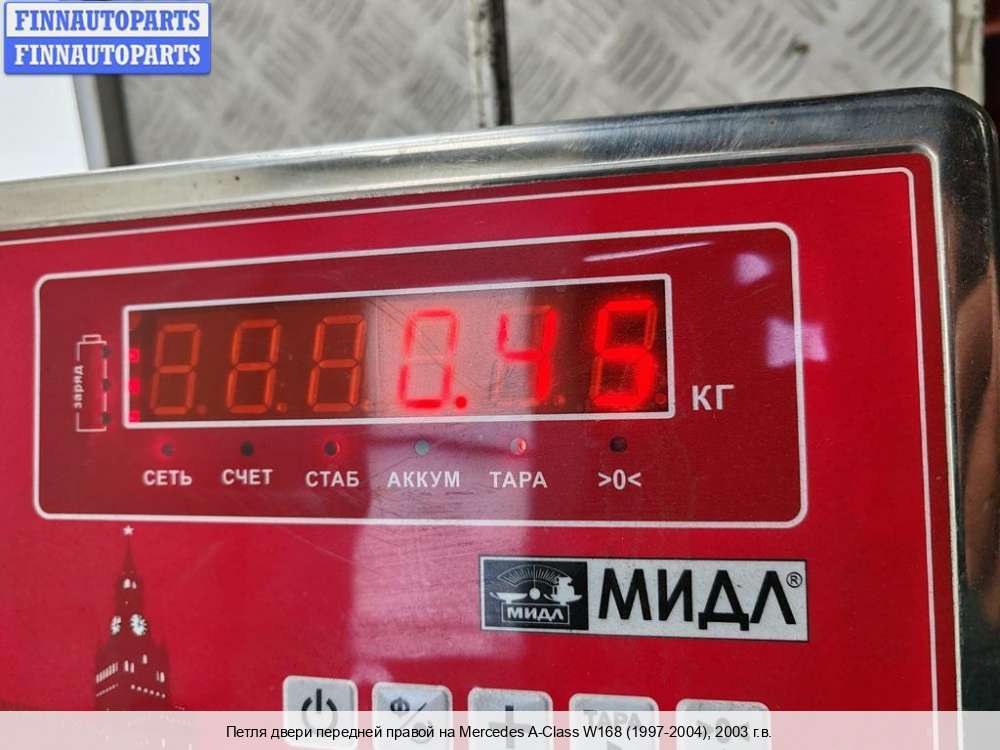 FINNAUTOPARTS
FINNAUTOPARTS
0.45
заряд
КГ
СЕТЬ СЧЕТ СТАБ АККУМ ТАРА >0<
МИДЛ
МИДЛ®
ТАРА
Петля двери передней правой на Mercedes A-Class W168 (1997-2004), 2003 г.в.